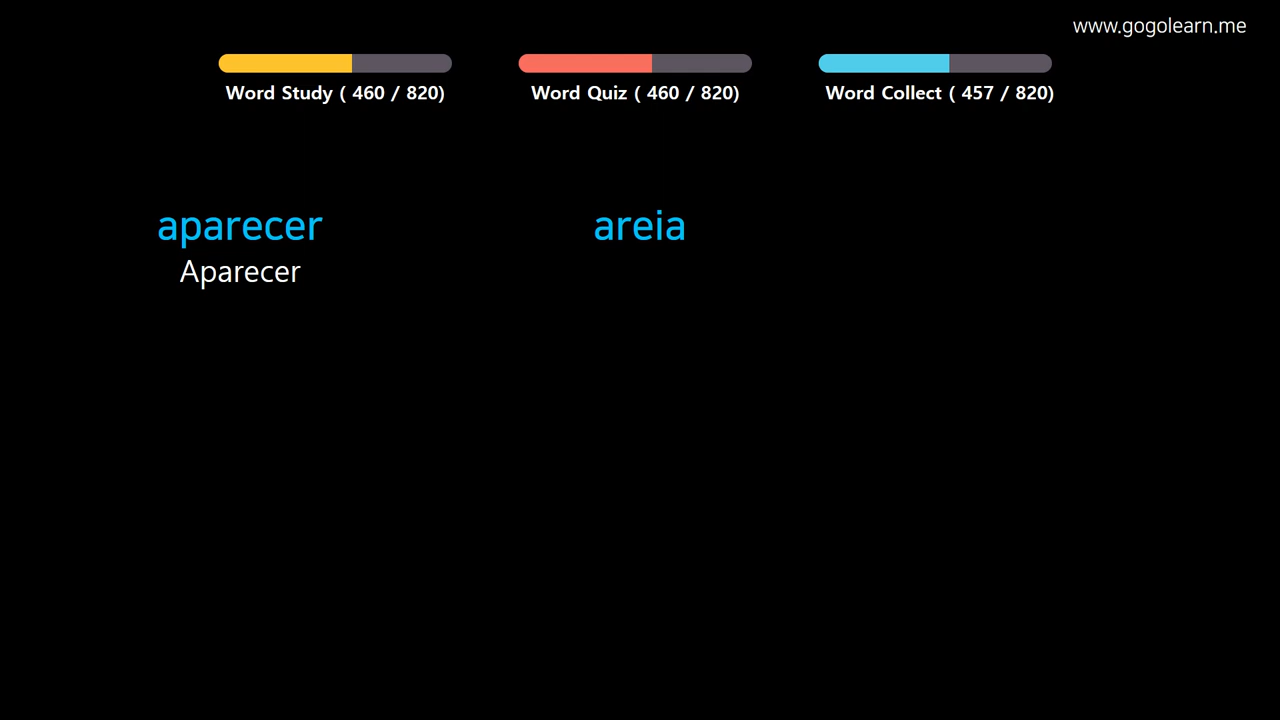 www.gogolearn.me
Word Study ( 460 / 820)
Word Quiz ( 460 / 820)
Word Collect ( 457 / 820)
aparecer
Aparecer
areia